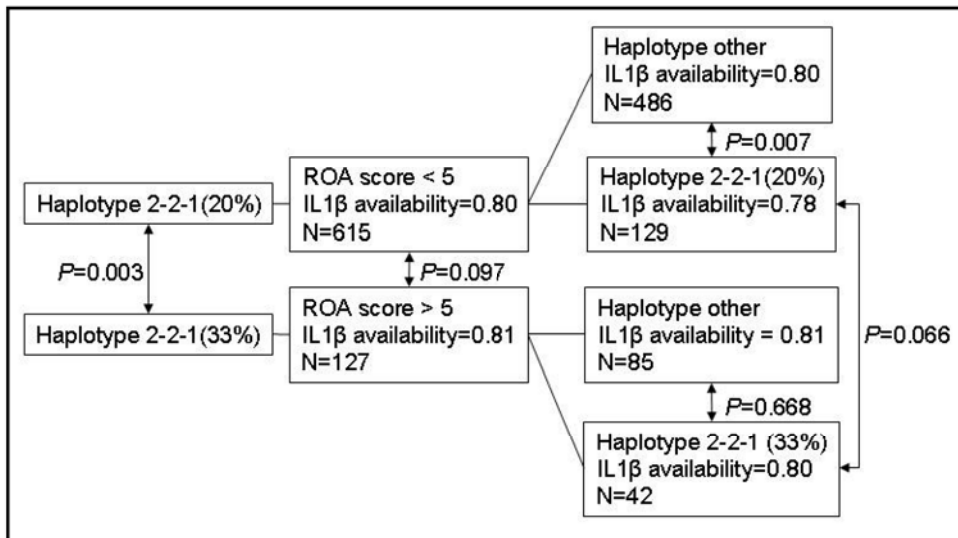 Haplotype other
IL1β availability=0.80
N=486
P=0.007
Haplotype 2-2-1(20%)
ROA score < 5
IL1β availability=0.80
N=615
Haplotype 2-2-1(20%)
IL1β availability=0.78
N=129
P=0.003
P=0.097
Haplotype 2-2-1(33%)
ROA score > 5
IL1β availability=0.81
N=127
Haplotype other
IL1β availability = 0.81
N=85
P=0.066
P=0.668
Haplotype 2-2-1 (33%)
IL1β availability=0.80
N=42